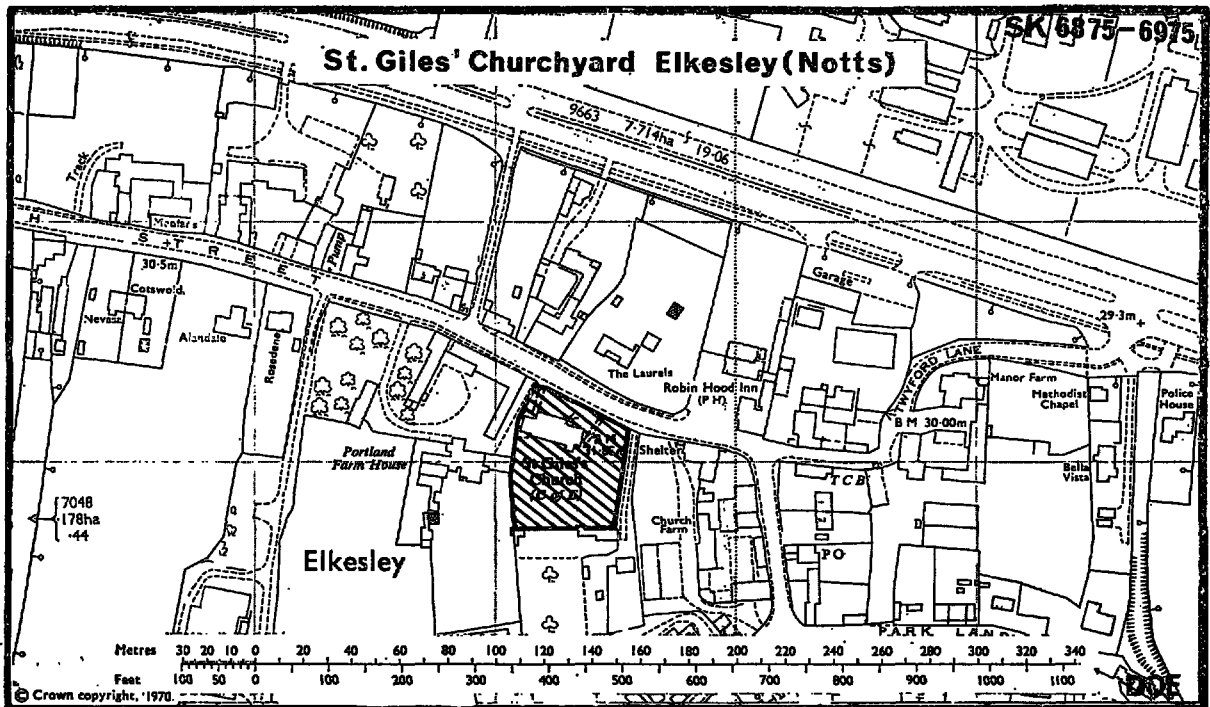 SK 6875-6975
St. Giles' Churchyard Elkesley (Notts)
9663
7·714ha
19·06
Track
H STREET
30·5m
Pump
Cotswold
Alandale
Rosedene
Garage
29·3m
The Laurels
Robin Hood Inn
(P H)
TWYFORD LANE
Manor Farm
Methodist
Chapel
Police
House
B M 30·00m
Portland
Farm House
St Giles's
Church
(C of E)
Shelter
T C B
Bella
Vista
7048
·178ha
·44
Church
Farm
P O
Elkesley
PARK LAND
Metres 30 20 10 0 20 40 60 80 100 120 140 160 180 200 220 240 260 280 300 320 340
Feet 100 50 0 100 200 300 400 500 600 700 800 900 1000 1100
© Crown copyright, 1970.
DOE